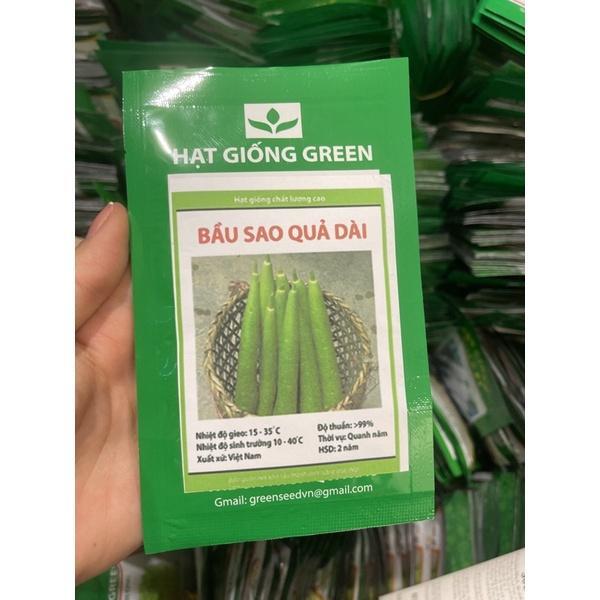 HẠT GIỐNG GREEN
Hạt giống chất lượng cao
BẦU SAO QUẢ DÀI
Nhiệt độ gieo: 15 - 35°C
Độ thuần: >99%
Nhiệt độ sinh trưởng 10 - 40°C
Thời vụ: Quanh năm
Xuất xứ: Việt Nam
HSD: 2 năm
Gmail: greenseedvn@gmail.com
GREEN